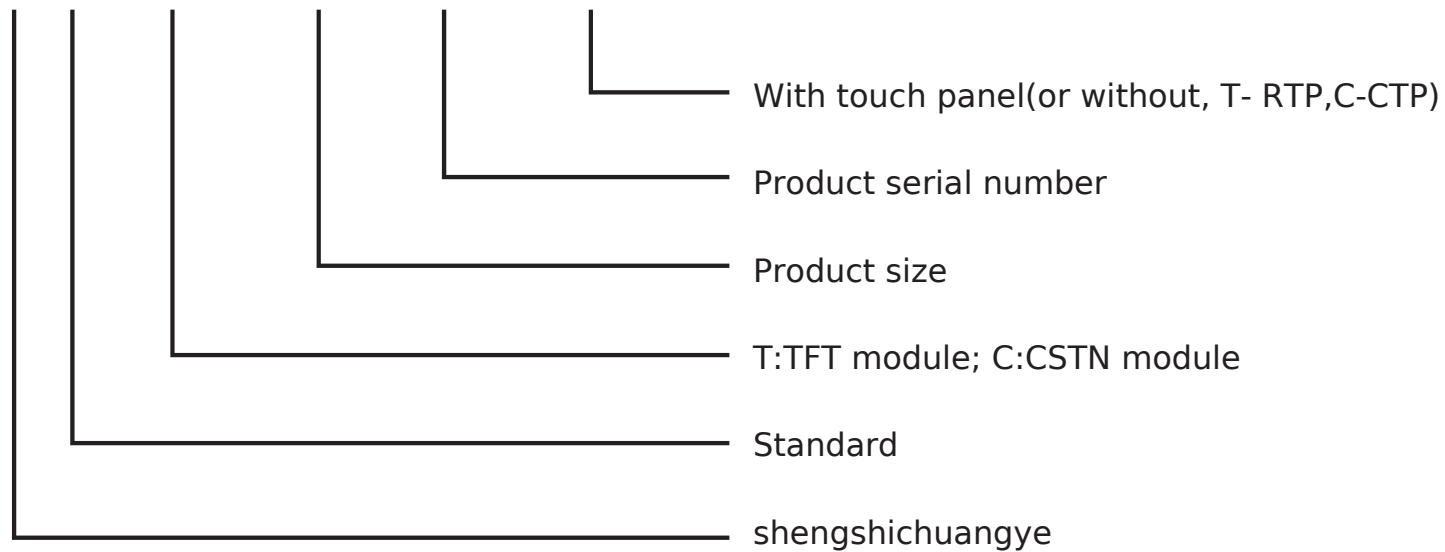 With touch panel(or without, T- RTP,C-CTP)
Product serial number
Product size
T:TFT module; C:CSTN module
Standard
shengshichuangye